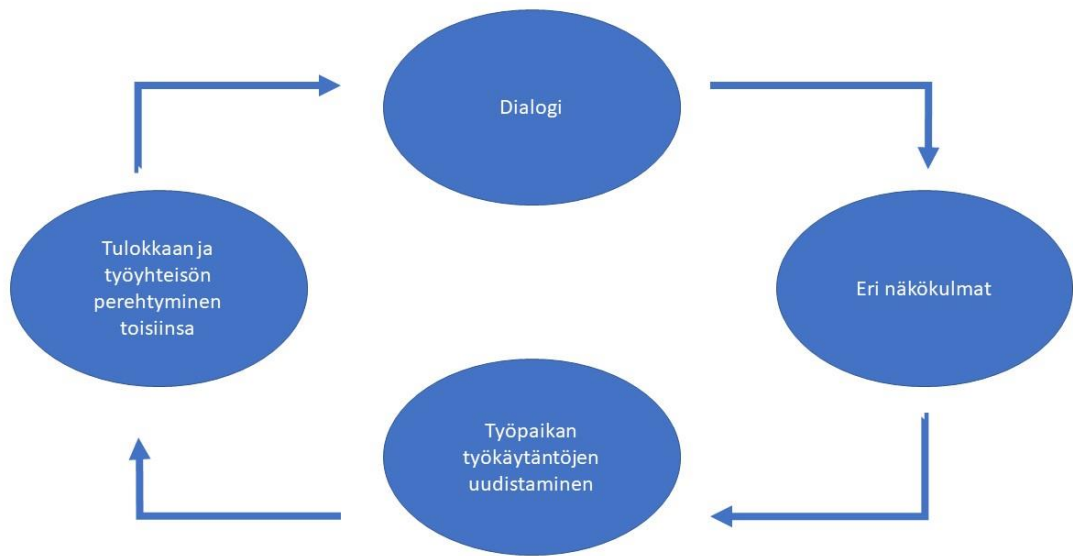 Dialogi
Tulokkaan ja
työyhteisön
perehtyminen
toisiinsa
Eri näkökulmat
Työpaikan
työkäytäntöjen
uudistaminen